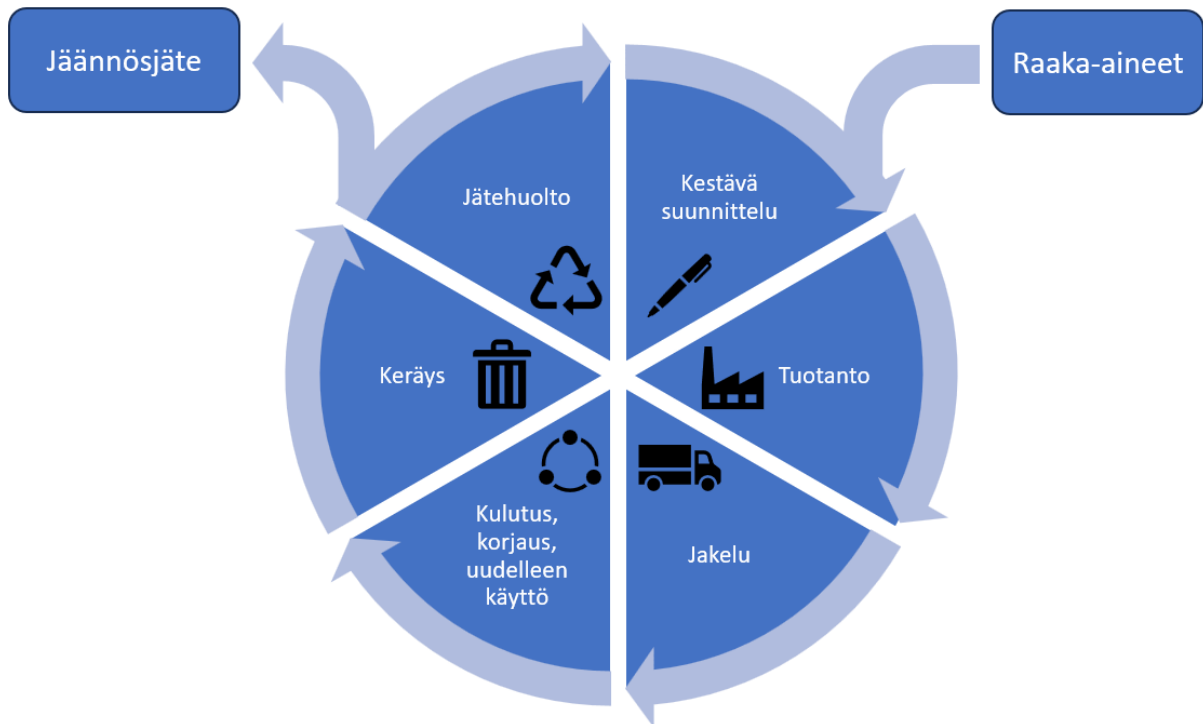 Jäännösjäte
Raaka-aineet
Jätehuolto
Kestävä
suunnittelu
Keräys
Tuotanto
Kulutus,
korjaus,
uudelleen
käyttö
Jakelu